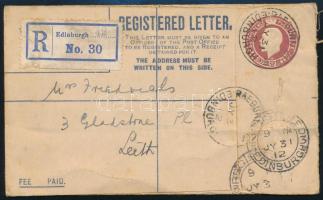 REGISTERED LETTER.
THIS LETTER MUST BE GIVEN TO AN
OFFICER OF THE POST OFFICE
TO BE REGISTERED, AND A RECEIPT
OBTAINED FOR IT.
THE ADDRESS MUST BE
WRITTEN ON THIS SIDE.
R
Edinburgh
No. 30
Mr
3 Gladstone Pl
Leith
FEE PAID.
EDINBURGH
JY 31
12